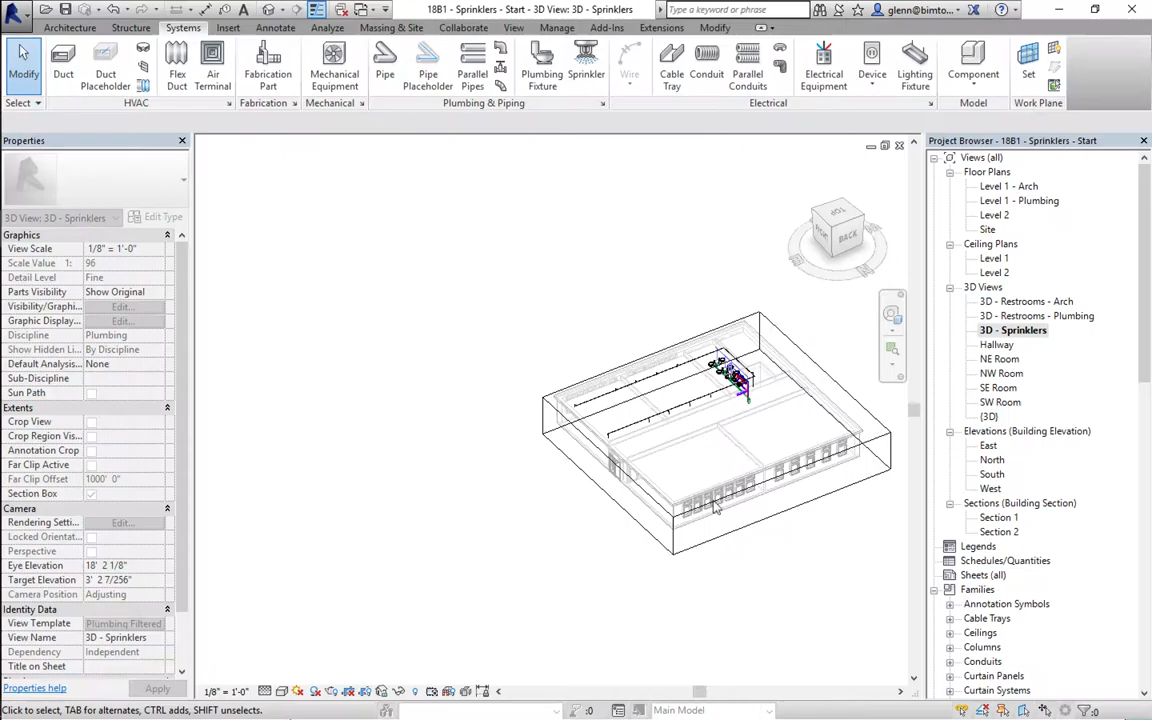 18B1 - Sprinklers - Start - 3D View: 3D - Sprinklers
Type a keyword or phrase
glenn@bimto...
Architecture Structure Systems Insert Annotate Analyze Massing & Site Collaborate View Manage Add-Ins Extensions Modify
Modify
Duct
Duct Placeholder
Flex Duct
Air Terminal
Fabrication Part
Mechanical Equipment
Pipe
Pipe Placeholder
Parallel Pipes
Plumbing Fixture
Sprinkler
Wire
Cable Tray
Conduit
Parallel Conduits
Electrical Equipment
Device
Lighting Fixture
Component
Set
Select HVAC Fabrication Mechanical Plumbing & Piping Electrical Model Work Plane
Properties
3D View: 3D - Sprinklers Edit Type
Graphics
View Scale 1/8" = 1'-0"
Scale Value 1: 96
Detail Level Fine
Parts Visibility Show Original
Visibility/Graphi... Edit...
Graphic Display... Edit...
Discipline Plumbing
Show Hidden Li... By Discipline
Default Analysis... None
Sub-Discipline
Sun Path
Extents
Crop View
Crop Region Vis...
Annotation Crop
Far Clip Active
Far Clip Offset 1000' 0"
Section Box
Camera
Rendering Setti... Edit...
Locked Orientat...
Perspective
Eye Elevation 18' 2 1/8"
Target Elevation 3' 2 7/256"
Camera Position Adjusting
Identity Data
View Template Plumbing Filtered
View Name 3D - Sprinklers
Dependency Independent
Title on Sheet
Properties help Apply
TOP
BACK
1/8" = 1'-0"
Project Browser - 18B1 - Sprinklers - Start
Views (all)
Floor Plans
Level 1 - Arch
Level 1 - Plumbing
Level 2
Site
Ceiling Plans
Level 1
Level 2
3D Views
3D - Restrooms - Arch
3D - Restrooms - Plumbing
3D - Sprinklers
Hallway
NE Room
NW Room
SE Room
SW Room
{3D}
Elevations (Building Elevation)
East
North
South
West
Sections (Building Section)
Section 1
Section 2
Legends
Schedules/Quantities
Sheets (all)
Families
Annotation Symbols
Cable Trays
Ceilings
Columns
Conduits
Curtain Panels
Curtain Systems
Click to select, TAB for alternates, CTRL adds, SHIFT unselects.
:0
Main Model
:0